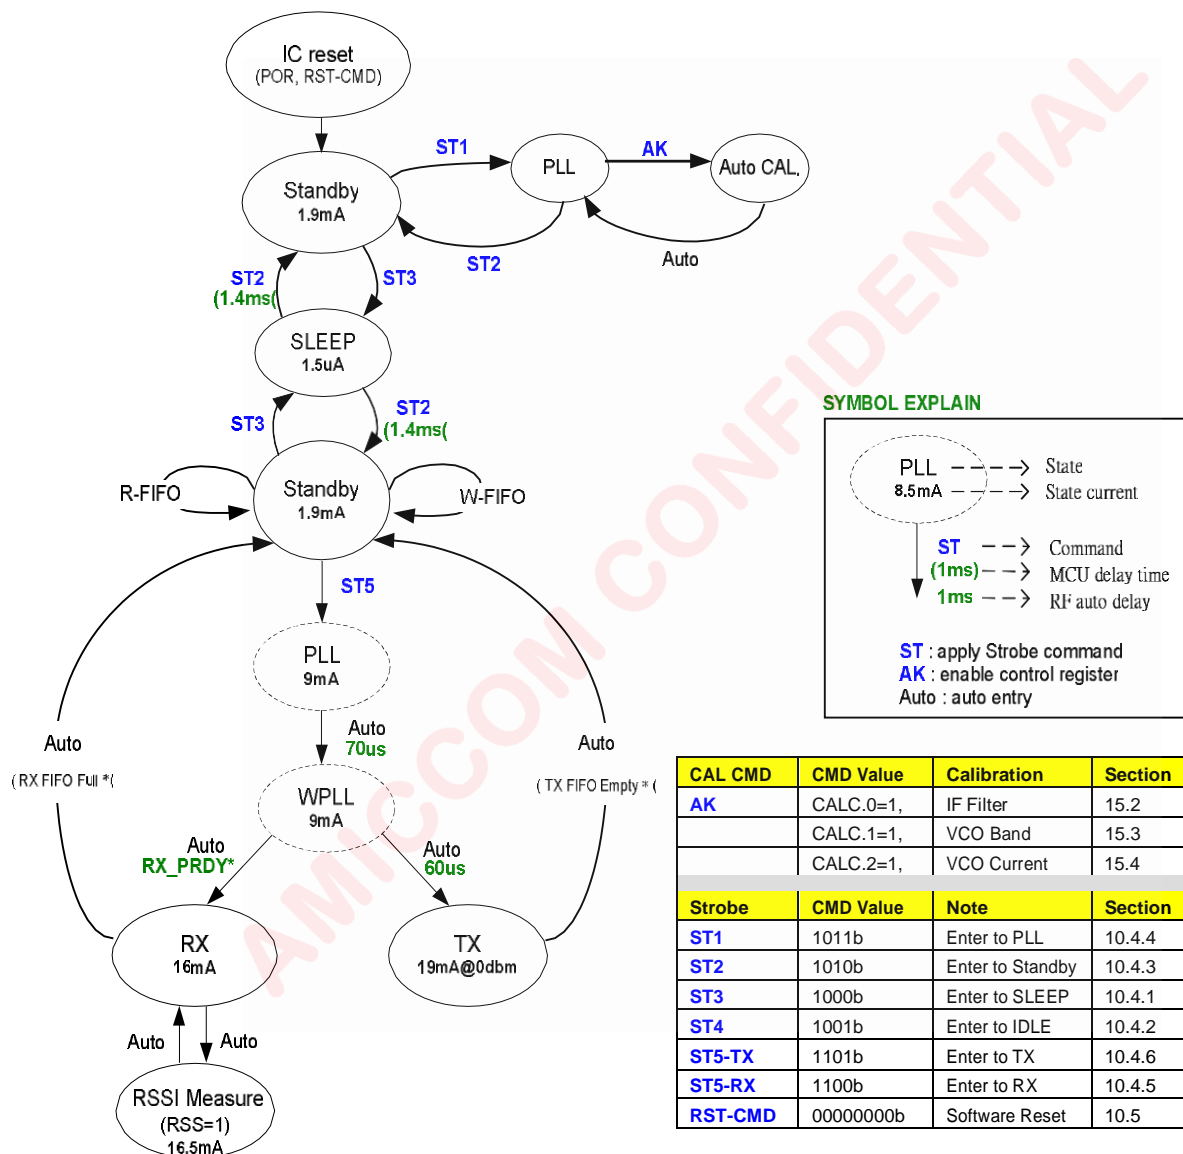 IC reset
(POR, RST-CMD)
ST1
AK
Standby
1.9mA
PLL
Auto CAL.
ST2
Auto
ST2
(1.4ms(
ST3
SLEEP
1.5uA
ST3
ST2
(1.4ms(
R-FIFO
Standby
1.9mA
W-FIFO
ST5
PLL
9mA
Auto
70us
Auto
( RX FIFO Full *(
Auto
( TX FIFO Empty * (
WPLL
9mA
Auto
RX_PRDY*
Auto
60us
RX
16mA
TX
19mA@0dbm
Auto
Auto
RSSI Measure
(RSS=1)
16.5mA
SYMBOL EXPLAIN
PLL State
8.5mA State current
ST Command
(1ms) MCU delay time
1ms RF auto delay
ST : apply Strobe command
AK : enable control register
Auto : auto entry
CAL CMD CMD Value Calibration Section
AK CALC.0=1, IF Filter 15.2
CALC.1=1, VCO Band 15.3
CALC.2=1, VCO Current 15.4
Strobe CMD Value Note Section
ST1 1011b Enter to PLL 10.4.4
ST2 1010b Enter to Standby 10.4.3
ST3 1000b Enter to SLEEP 10.4.1
ST4 1001b Enter to IDLE 10.4.2
ST5-TX 1101b Enter to TX 10.4.6
ST5-RX 1100b Enter to RX 10.4.5
RST-CMD 00000000b Software Reset 10.5
AMICCOM CONFIDENTIAL